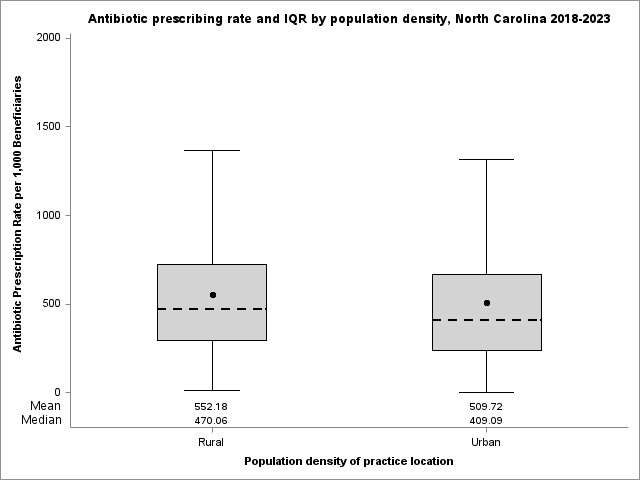 Antibiotic prescribing rate and IQR by population density, North Carolina 2018-2023
Antibiotic Prescription Rate per 1,000 Beneficiaries
2000
1500
1000
500
0
Mean 552.18 509.72
Median 470.06 409.09
Rural Urban
Population density of practice location